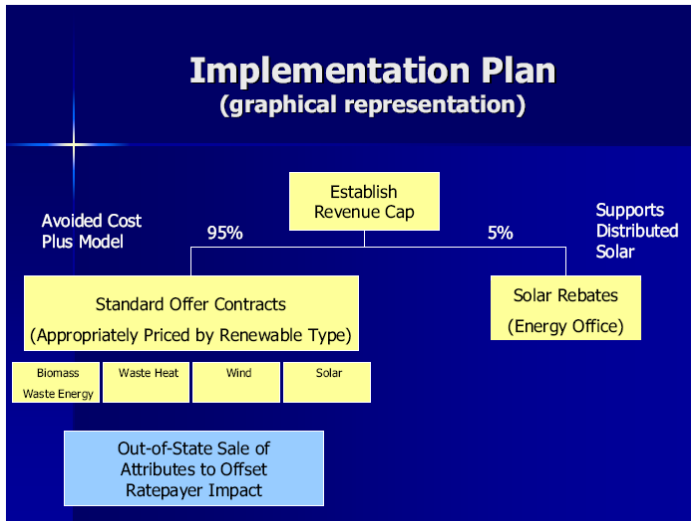 Implementation Plan
(graphical representation)
Establish
Revenue Cap
Avoided Cost
Plus Model
95%
5%
Supports
Distributed
Solar
Standard Offer Contracts
(Appropriately Priced by Renewable Type)
Solar Rebates
(Energy Office)
Biomass
Waste Energy
Waste Heat
Wind
Solar
Out-of-State Sale of
Attributes to Offset
Ratepayer Impact